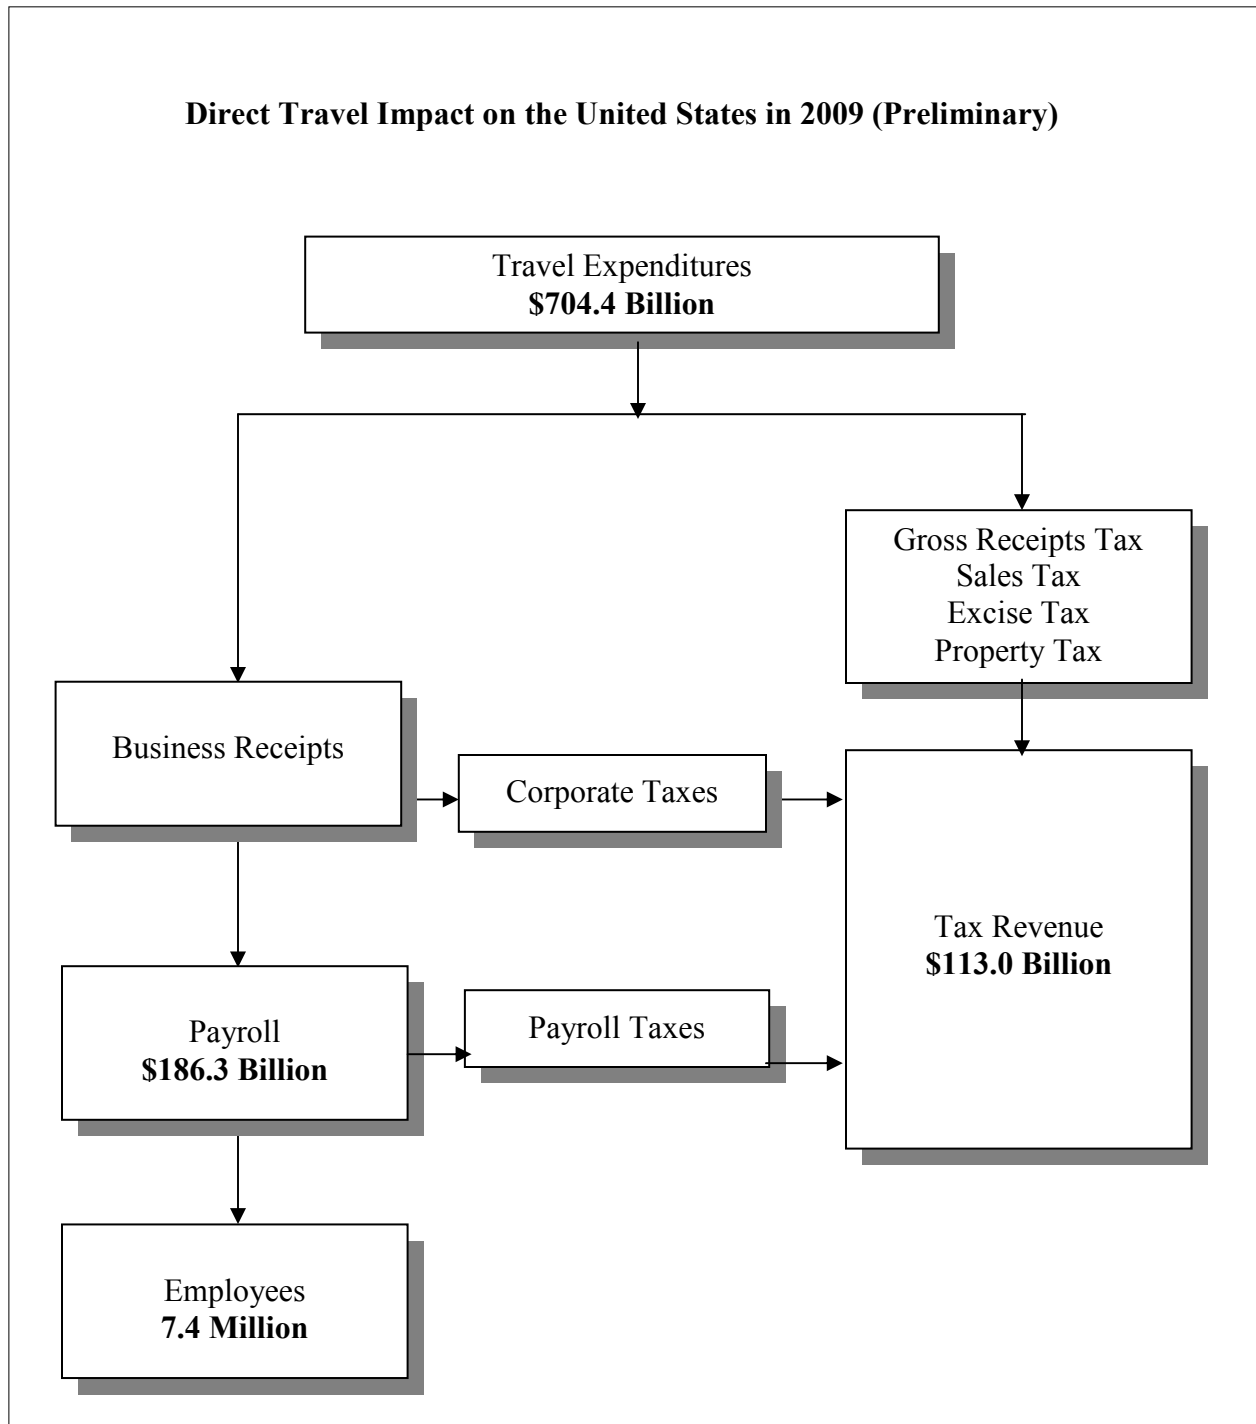 Direct Travel Impact on the United States in 2009 (Preliminary)
Travel Expenditures
$704.4 Billion
Gross Receipts Tax
Sales Tax
Excise Tax
Property Tax
Business Receipts
Corporate Taxes
Tax Revenue
$113.0 Billion
Payroll
$186.3 Billion
Payroll Taxes
Employees
7.4 Million